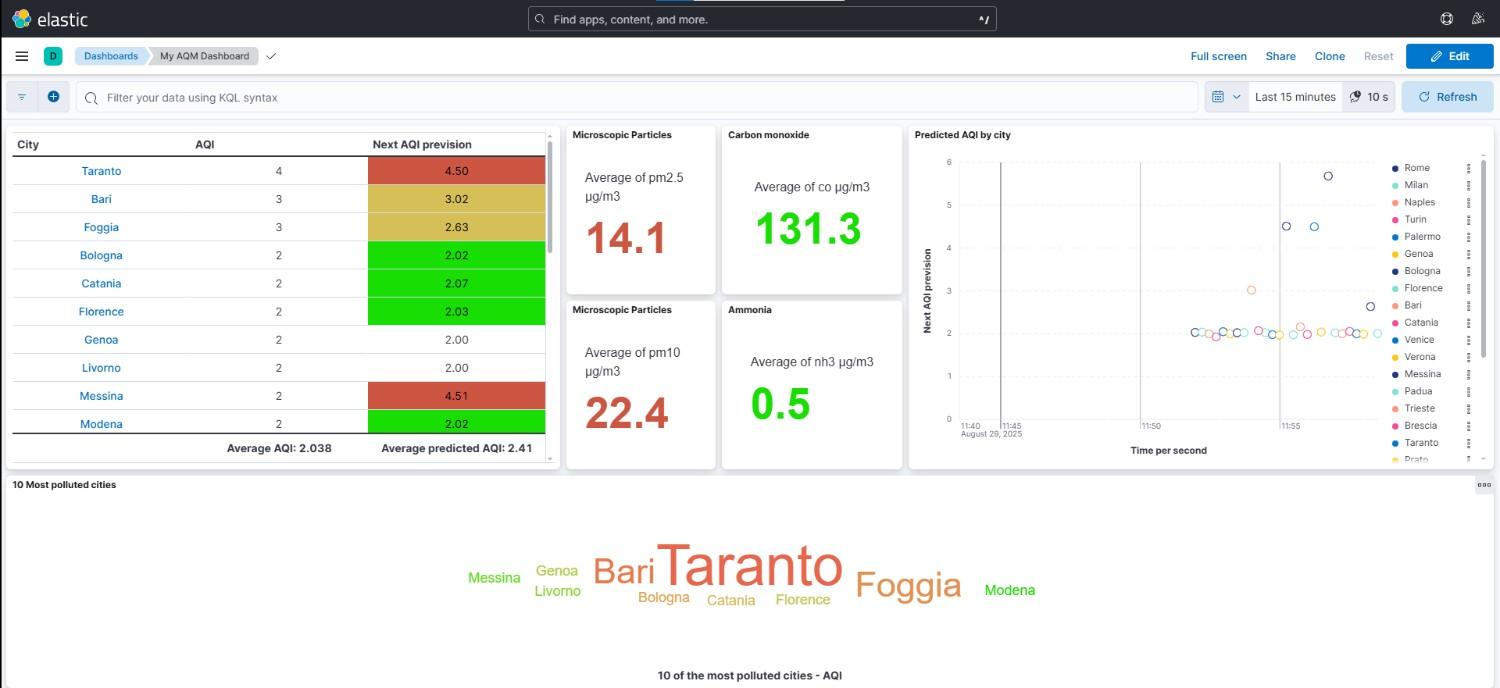 elastic
Find apps, content, and more.
^/
D
Dashboards
My AQM Dashboard
Full screen
Share
Clone
Reset
Edit
Filter your data using KQL syntax
Last 15 minutes
10 s
Refresh
City AQI Next AQI prevision
Taranto 4 4.50
Bari 3 3.02
Foggia 3 2.63
Bologna 2 2.02
Catania 2 2.07
Florence 2 2.03
Genoa 2 2.00
Livorno 2 2.00
Messina 2 4.51
Modena 2 2.02
Average AQI: 2.038 Average predicted AQI: 2.41
Microscopic Particles
Average of pm2.5
µg/m3
14.1
Carbon monoxide
Average of co µg/m3
131.3
Microscopic Particles
Average of pm10
µg/m3
22.4
Ammonia
Average of nh3 µg/m3
0.5
Predicted AQI by city
Next AQI prevision
6
5
4
3
2
1
0
11:40 11:45 11:50 11:55
August 29, 2025
Time per second
Rome
Milan
Naples
Turin
Palermo
Genoa
Bologna
Florence
Bari
Catania
Venice
Verona
Messina
Padua
Trieste
Brescia
Taranto
Prato
10 Most polluted cities
Messina
Genoa
Livorno
Bari
Taranto
Bologna
Catania
Florence
Foggia
Modena
10 of the most polluted cities - AQI